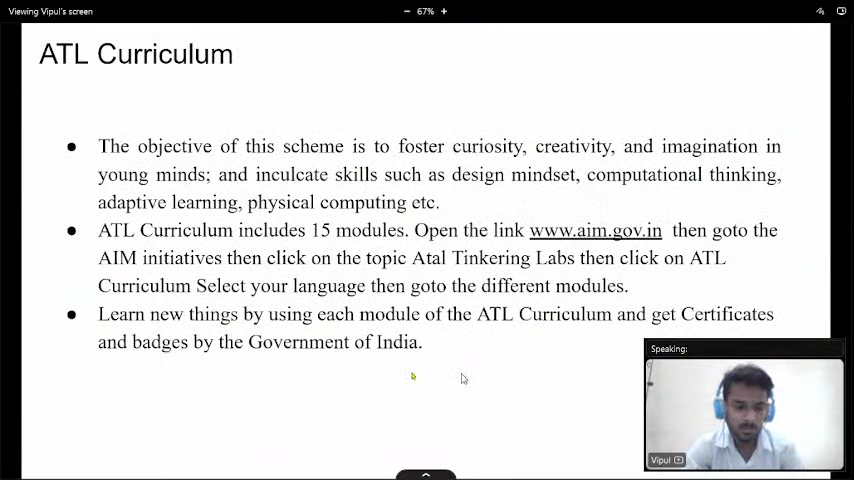 Viewing Vipul's screen
− 67% +
ATL Curriculum
● The objective of this scheme is to foster curiosity, creativity, and imagination in
young minds; and inculcate skills such as design mindset, computational thinking,
adaptive learning, physical computing etc.
● ATL Curriculum includes 15 modules. Open the link www.aim.gov.in then goto the
AIM initiatives then click on the topic Atal Tinkering Labs then click on ATL
Curriculum Select your language then goto the different modules.
● Learn new things by using each module of the ATL Curriculum and get Certificates
and badges by the Government of India.
Speaking:
Vipul